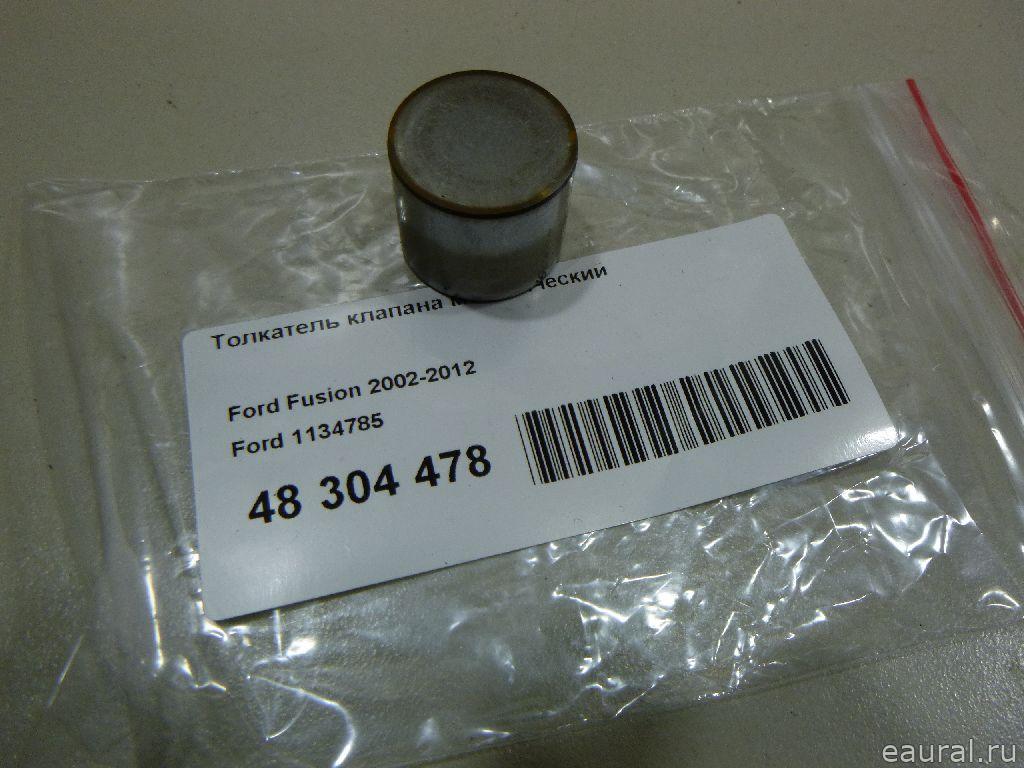 Толкатель клапана
Ford Fusion 2002-2012
Ford 1134785
48 304 478
eaural.ru